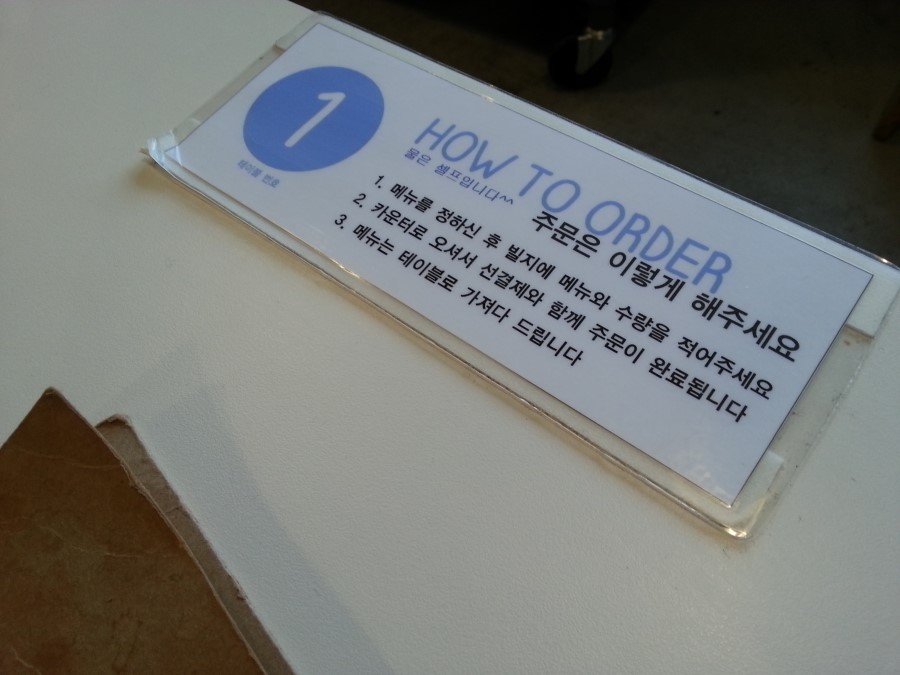 1
테이블 번호
HOW TO ORDER
물은 셀프입니다^^
주문은 이렇게 해주세요
1. 메뉴를 정하신 후 빌지에 메뉴와 수량을 적어주세요
2. 카운터로 오셔서 선결제와 함께 주문이 완료됩니다
3. 메뉴는 테이블로 가져다 드립니다